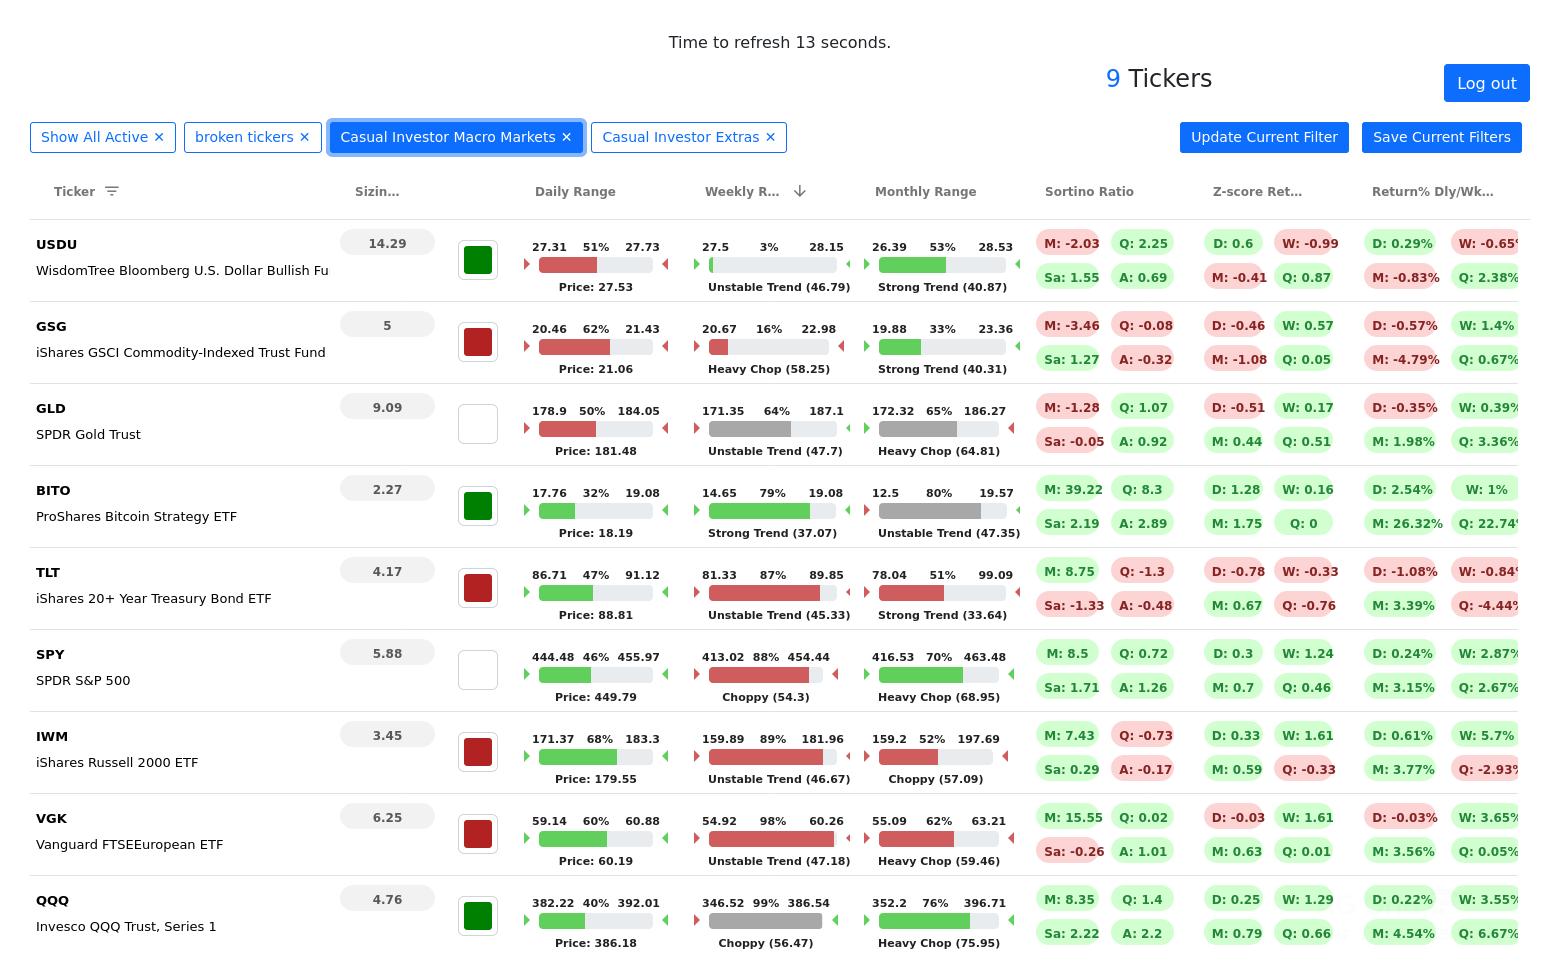 Time to refresh 13 seconds.
9 Tickers
Log out
Show All Active ✕ broken tickers ✕ Casual Investor Macro Markets ✕ Casual Investor Extras ✕ Update Current Filter Save Current Filters
Ticker Sizin... Daily Range Weekly R... Monthly Range Sortino Ratio Z-score Ret... Return% Dly/Wk...
USDU 14.29 27.31 51% 27.73 27.5 3% 28.15 26.39 53% 28.53 M: -2.03 Q: 2.25 D: 0.6 W: -0.99 D: 0.29% W: -0.65%
WisdomTree Bloomberg U.S. Dollar Bullish Fu Price: 27.53 Unstable Trend (46.79) Strong Trend (40.87) Sa: 1.55 A: 0.69 M: -0.41 Q: 0.87 M: -0.83% Q: 2.38%
GSG 5 20.46 62% 21.43 20.67 16% 22.98 19.88 33% 23.36 M: -3.46 Q: -0.08 D: -0.46 W: 0.57 D: -0.57% W: 1.4%
iShares GSCI Commodity-Indexed Trust Fund Price: 21.06 Heavy Chop (58.25) Strong Trend (40.31) Sa: 1.27 A: -0.32 M: -1.08 Q: 0.05 M: -4.79% Q: 0.67%
GLD 9.09 178.9 50% 184.05 171.35 64% 187.1 172.32 65% 186.27 M: -1.28 Q: 1.07 D: -0.51 W: 0.17 D: -0.35% W: 0.39%
SPDR Gold Trust Price: 181.48 Unstable Trend (47.7) Heavy Chop (64.81) Sa: -0.05 A: 0.92 M: 0.44 Q: 0.51 M: 1.98% Q: 3.36%
BITO 2.27 17.76 32% 19.08 14.65 79% 19.08 12.5 80% 19.57 M: 39.22 Q: 8.3 D: 1.28 W: 0.16 D: 2.54% W: 1%
ProShares Bitcoin Strategy ETF Price: 18.19 Strong Trend (37.07) Unstable Trend (47.35) Sa: 2.19 A: 2.89 M: 1.75 Q: 0 M: 26.32% Q: 22.74%
TLT 4.17 86.71 47% 91.12 81.33 87% 89.85 78.04 51% 99.09 M: 8.75 Q: -1.3 D: -0.78 W: -0.33 D: -1.08% W: -0.84%
iShares 20+ Year Treasury Bond ETF Price: 88.81 Unstable Trend (45.33) Strong Trend (33.64) Sa: -1.33 A: -0.48 M: 0.67 Q: -0.76 M: 3.39% Q: -4.44%
SPY 5.88 444.48 46% 455.97 413.02 88% 454.44 416.53 70% 463.48 M: 8.5 Q: 0.72 D: 0.3 W: 1.24 D: 0.24% W: 2.87%
SPDR S&P 500 Price: 449.79 Choppy (54.3) Heavy Chop (68.95) Sa: 1.71 A: 1.26 M: 0.7 Q: 0.46 M: 3.15% Q: 2.67%
IWM 3.45 171.37 68% 183.3 159.89 89% 181.96 159.2 52% 197.69 M: 7.43 Q: -0.73 D: 0.33 W: 1.61 D: 0.61% W: 5.7%
iShares Russell 2000 ETF Price: 179.55 Unstable Trend (46.67) Choppy (57.09) Sa: 0.29 A: -0.17 M: 0.59 Q: -0.33 M: 3.77% Q: -2.93%
VGK 6.25 59.14 60% 60.88 54.92 98% 60.26 55.09 62% 63.21 M: 15.55 Q: 0.02 D: -0.03 W: 1.61 D: -0.03% W: 3.65%
Vanguard FTSEEuropean ETF Price: 60.19 Unstable Trend (47.18) Heavy Chop (59.46) Sa: -0.26 A: 1.01 M: 0.63 Q: 0.01 M: 3.56% Q: 0.05%
QQQ 4.76 382.22 40% 392.01 346.52 99% 386.54 352.2 76% 396.71 M: 8.35 Q: 1.4 D: 0.25 W: 1.29 D: 0.22% W: 3.55%
Invesco QQQ Trust, Series 1 Price: 386.18 Choppy (56.47) Heavy Chop (75.95) Sa: 2.22 A: 2.2 M: 0.79 Q: 0.66 M: 4.54% Q: 6.67%